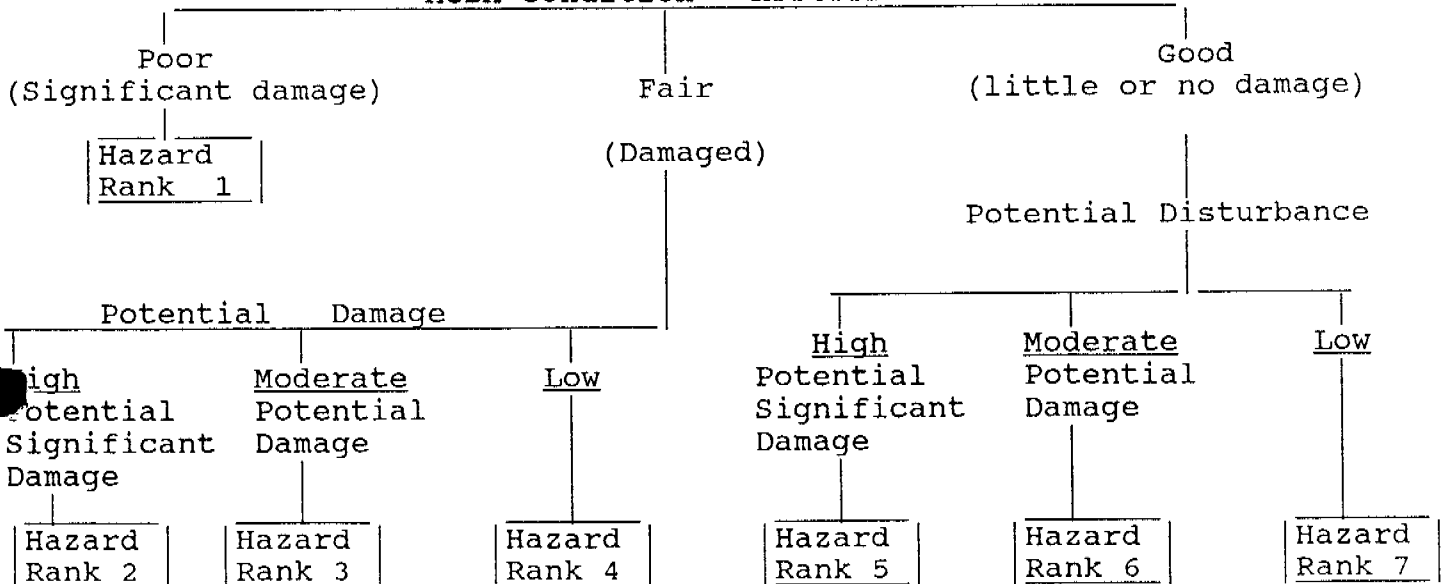 Condition
Poor
(Significant damage)
Hazard
Rank 1
Fair
(Damaged)
Good
(little or no damage)
Potential Disturbance
Potential Damage
High
Potential
Significant
Damage
Hazard
Rank 2
Moderate
Potential
Damage
Hazard
Rank 3
Low
Hazard
Rank 4
High
Potential
Significant
Damage
Hazard
Rank 5
Moderate
Potential
Damage
Hazard
Rank 6
Low
Hazard
Rank 7